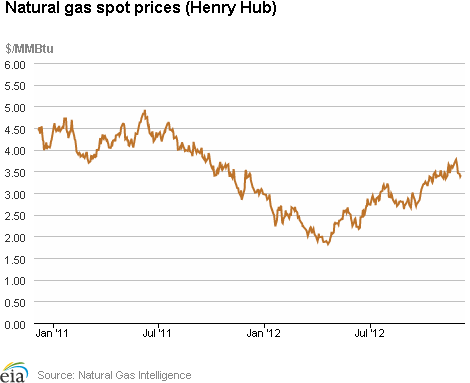 Natural gas spot prices (Henry Hub)
$/MMBtu
6.00
5.50
5.00
4.50
4.00
3.50
3.00
2.50
2.00
1.50
1.00
0.50
0.00
Jan '11
Jul '11
Jan '12
Jul '12
eia
Source: Natural Gas Intelligence